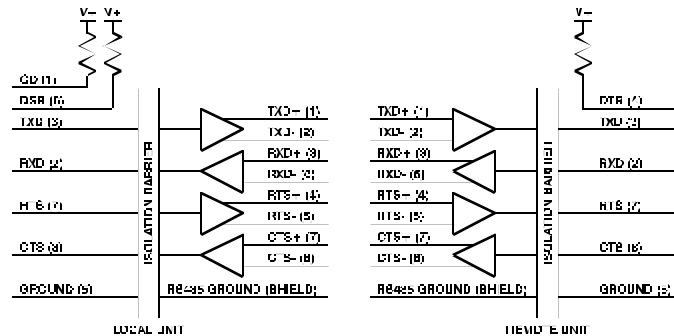 V- V+
V-
CD (1)
DSR (6)
TXD (3)
RXD (2)
RTS (7)
CTS (8)
GROUND (5)
ISOLATION BARRIER
TXD+ (1)
TXD- (2)
RXD+ (3)
RXD- (6)
RTS+ (4)
RTS- (5)
CTS+ (7)
CTS- (8)
RS485 GROUND (SHIELD)
LOCAL UNIT
TXD+ (1)
TXD- (2)
RXD+ (3)
RXD- (6)
RTS+ (4)
RTS- (5)
CTS+ (7)
CTS- (8)
RS485 GROUND (SHIELD)
ISOLATION BARRIER
DTR (4)
TXD (3)
RXD (2)
RTS (7)
CTS (8)
GROUND (5)
REMOTE UNIT